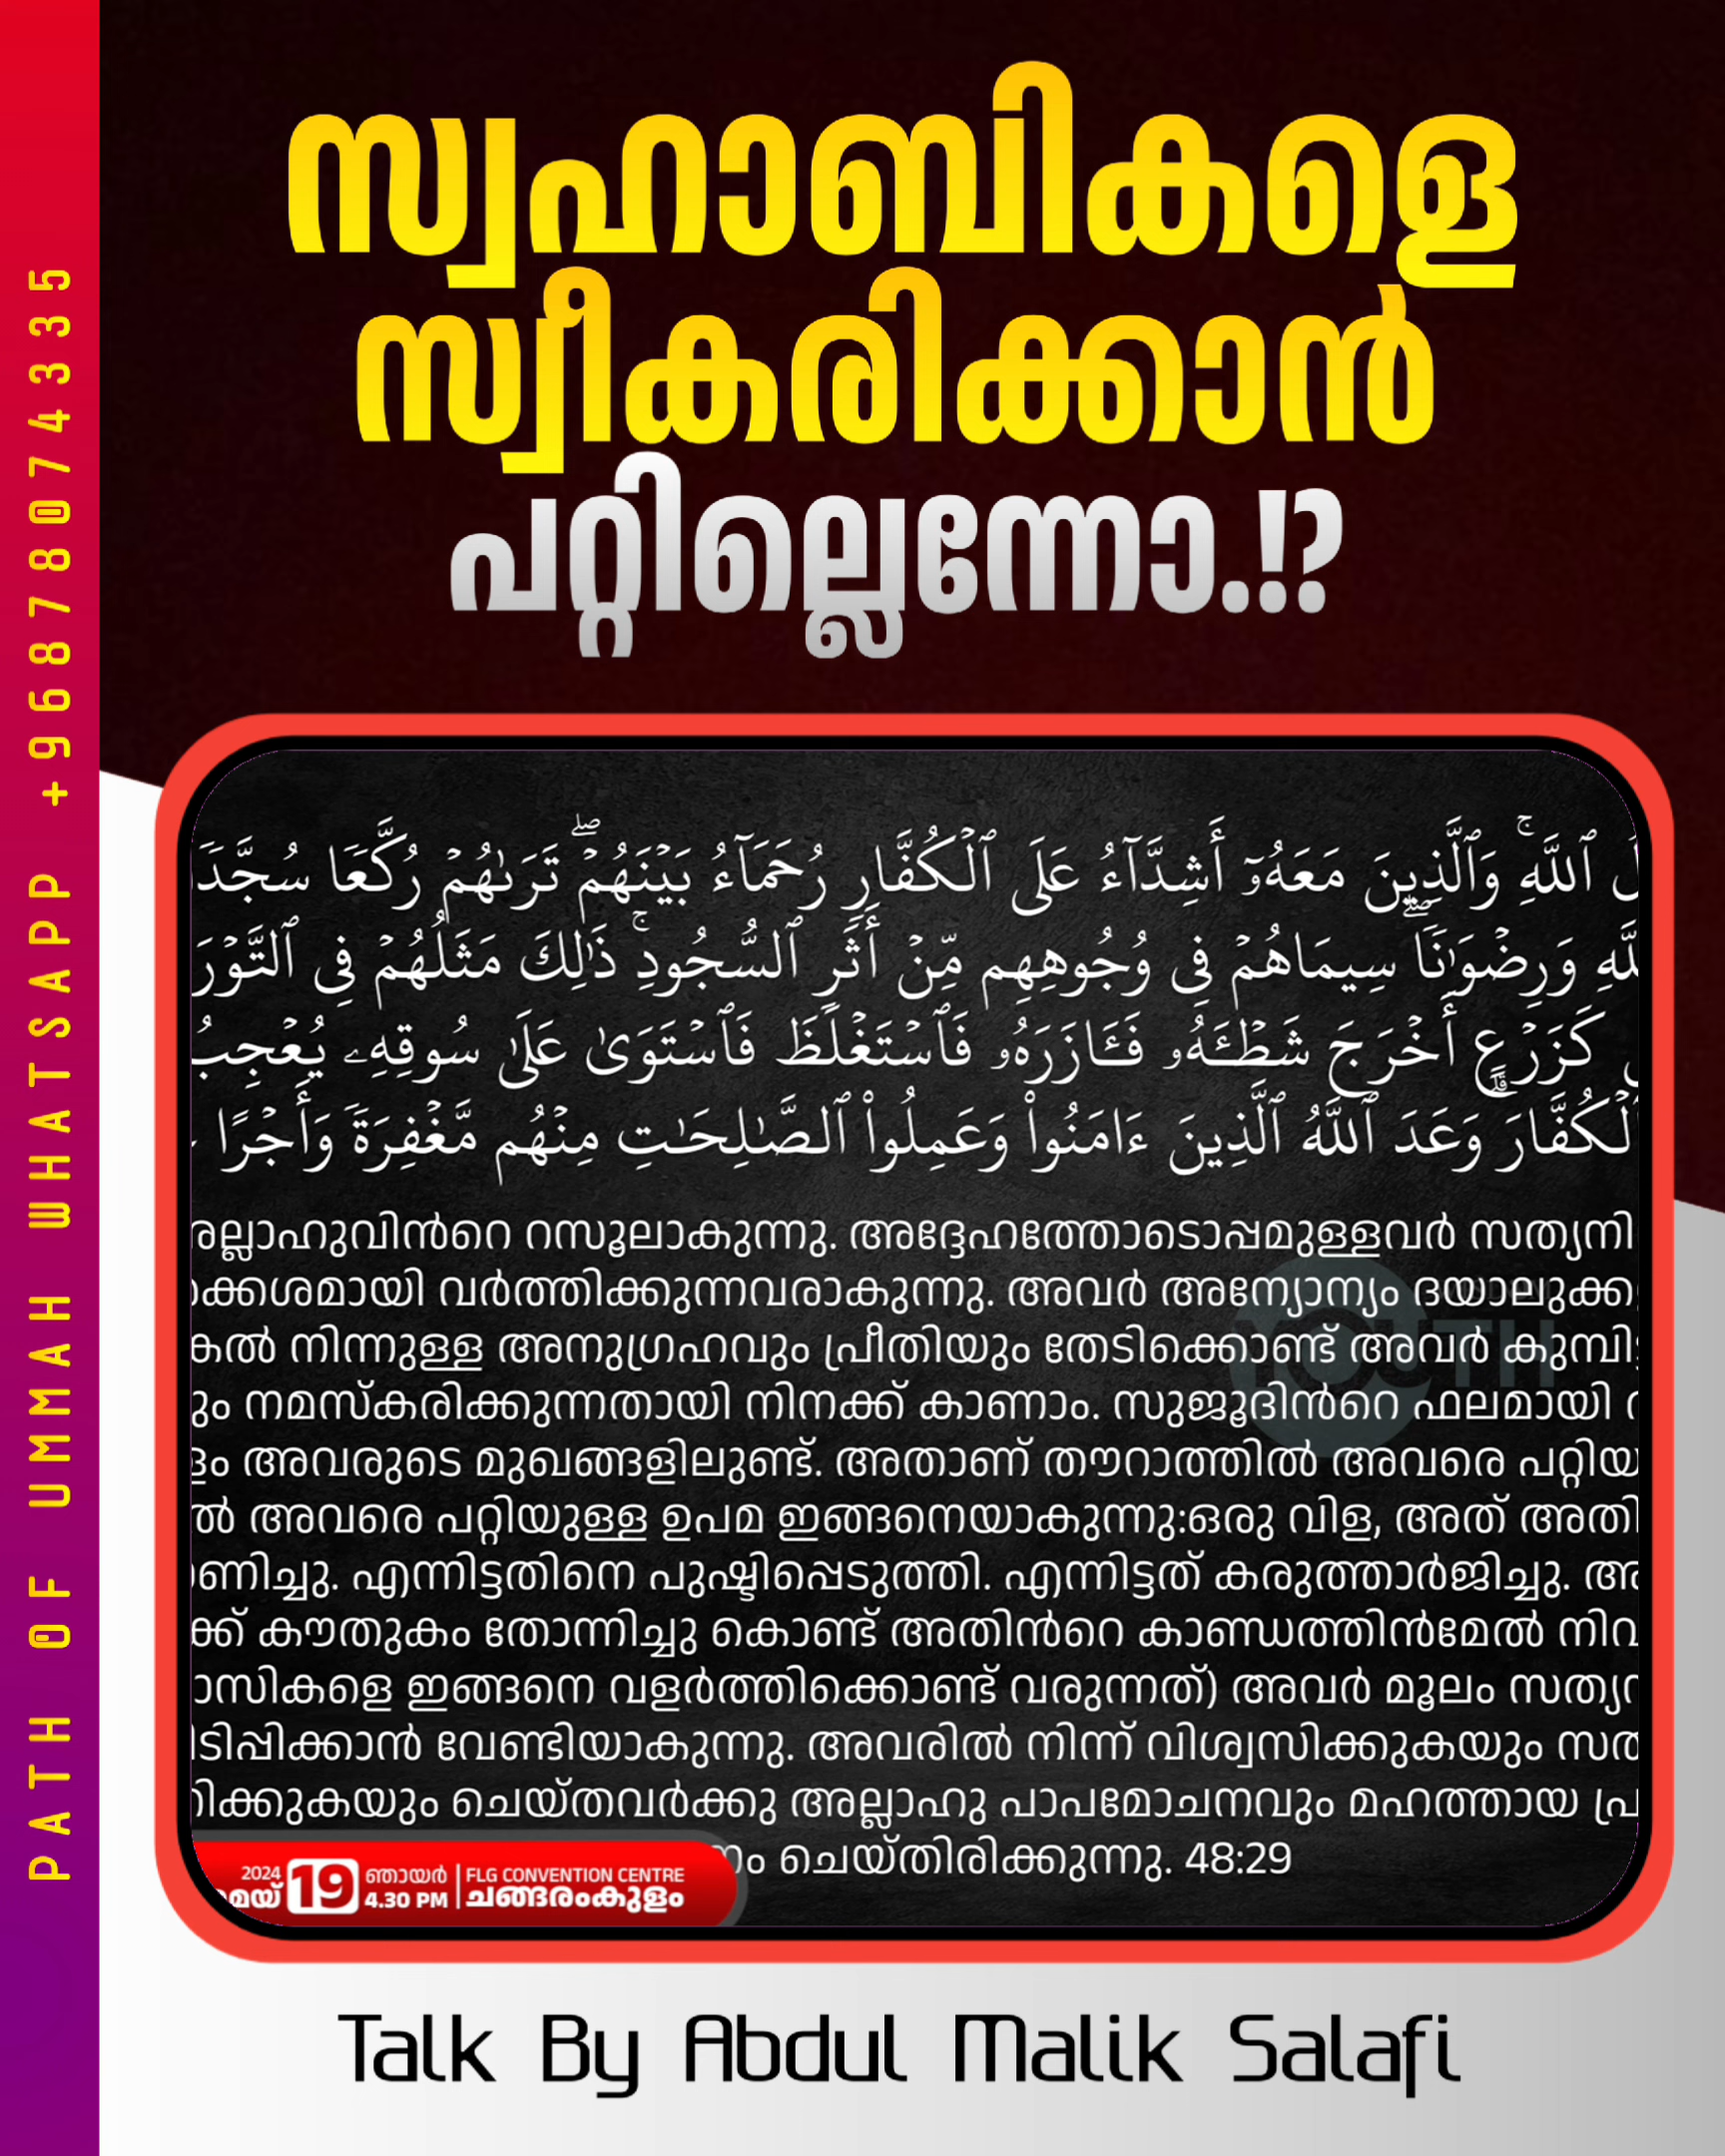 സ്വഹാബികളെ
സ്വീകരിക്കാൻ
പറ്റില്ലെന്നോ.!?
PATH OF UMMAH WHATSAPP +96878074335
ٱللَّهِۚ وَٱلَّذِينَ مَعَهُۥٓ أَشِدَّآءُ عَلَى ٱلْكُفَّارِ رُحَمَآءُ بَيْنَهُمْۖ تَرَىٰهُمْ رُكَّعًا سُجَّدَ
وَرِضْوَٰنًاۖ سِيمَاهُمْ فِى وُجُوهِهِم مِّنْ أَثَرِ ٱلسُّجُودِۚ ذَٰلِكَ مَثَلُهُمْ فِى ٱلتَّوْرَ
كَزَرْعٍ أَخْرَجَ شَطْـَٔهُۥ فَـَٔازَرَهُۥ فَٱسْتَغْلَظَ فَٱسْتَوَىٰ عَلَىٰ سُوقِهِۦ يُعْجِبُ
لْكُفَّارَۗ وَعَدَ ٱللَّهُ ٱلَّذِينَ ءَامَنُوا۟ وَعَمِلُوا۟ ٱلصَّٰلِحَٰتِ مِنْهُم مَّغْفِرَةً وَأَجْرًا
ല്ലാഹുവിൻറെ റസൂലാകുന്നു. അദ്ദേഹത്തോടൊപ്പമുള്ളവർ സത്യനി
ക്കശമായി വർത്തിക്കുന്നവരാകുന്നു. അവർ അന്യോന്യം ദയാലുക്ക
കൽ നിന്നുള്ള അനുഗ്രഹവും പ്രീതിയും തേടിക്കൊണ്ട് അവർ കുമ്പി
ും നമസ്കരിക്കുന്നതായി നിനക്ക് കാണാം. സുജൂദിൻറെ ഫലമായി
ം അവരുടെ മുഖങ്ങളിലുണ്ട്. അതാണ് തൗറാത്തിൽ അവരെ പറ്റിയ
ൽ അവരെ പറ്റിയുള്ള ഉപമ ഇങ്ങനെയാകുന്നു:ഒരു വിള, അത് അതി
ണിച്ചു. എന്നിട്ടതിനെ പുഷ്ടിപ്പെടുത്തി. എന്നിട്ടത് കരുത്താർജിച്ചു. അ
ക്ക് കൗതുകം തോന്നിച്ചു കൊണ്ട് അതിൻറെ കാണ്ഡത്തിൻമേൽ നിവ
ാസികളെ ഇങ്ങനെ വളർത്തിക്കൊണ്ട് വരുന്നത്) അവർ മൂലം സത്യ
ടിപ്പിക്കാൻ വേണ്ടിയാകുന്നു. അവരിൽ നിന്ന് വിശ്വസിക്കുകയും സൽ
ിക്കുകയും ചെയ്തവർക്കു അല്ലാഹു പാപമോചനവും മഹത്തായ പ്ര
ം ചെയ്തിരിക്കുന്നു. 48:29
YOUTH
2024 മെയ് 19 ഞായർ 4.30 PM
FLG CONVENTION CENTRE
ചങ്ങരംകുളം
Talk By Abdul Malik Salafi